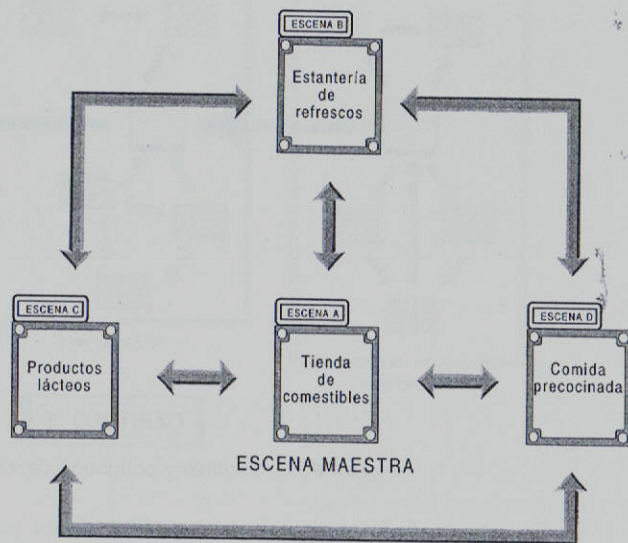 ESCENA B
Estantería
de
refrescos
ESCENA C
Productos
lácteos
ESCENA A
Tienda
de
comestibles
ESCENA D
Comida
precocinada
ESCENA MAESTRA